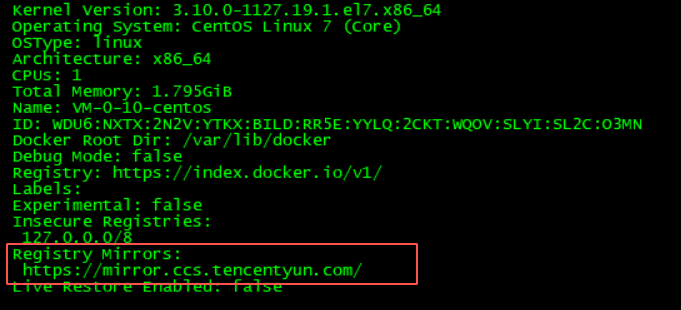 Kernel Version: 3.10.0-1127.19.1.el7.x86_64
Operating System: CentOS Linux 7 (Core)
OSType: linux
Architecture: x86_64
CPUs: 1
Total Memory: 1.795GiB
Name: VM-0-10-centos
ID: WDU6:NXTX:2N2V:YTKX:BILD:RR5E:YYLQ:2CKT:WQOV:SLYI:SL2C:O3MN
Docker Root Dir: /var/lib/docker
Debug Mode: false
Registry: https://index.docker.io/v1/
Labels:
Experimental: false
Insecure Registries:
127.0.0.0/8
Registry Mirrors:
https://mirror.ccs.tencentyun.com/
Live Restore Enabled: false